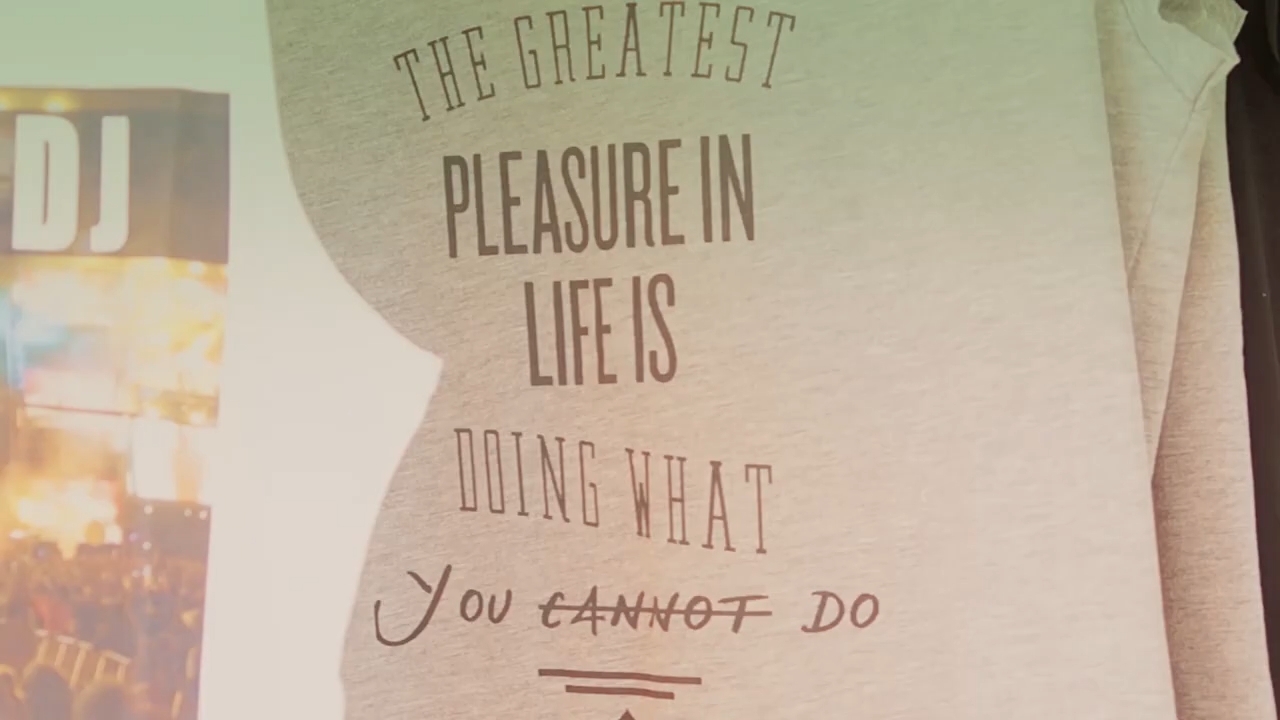 DJ
THE GREATEST
PLEASURE IN
LIFE IS
DOING WHAT
YOU CANNOT DO